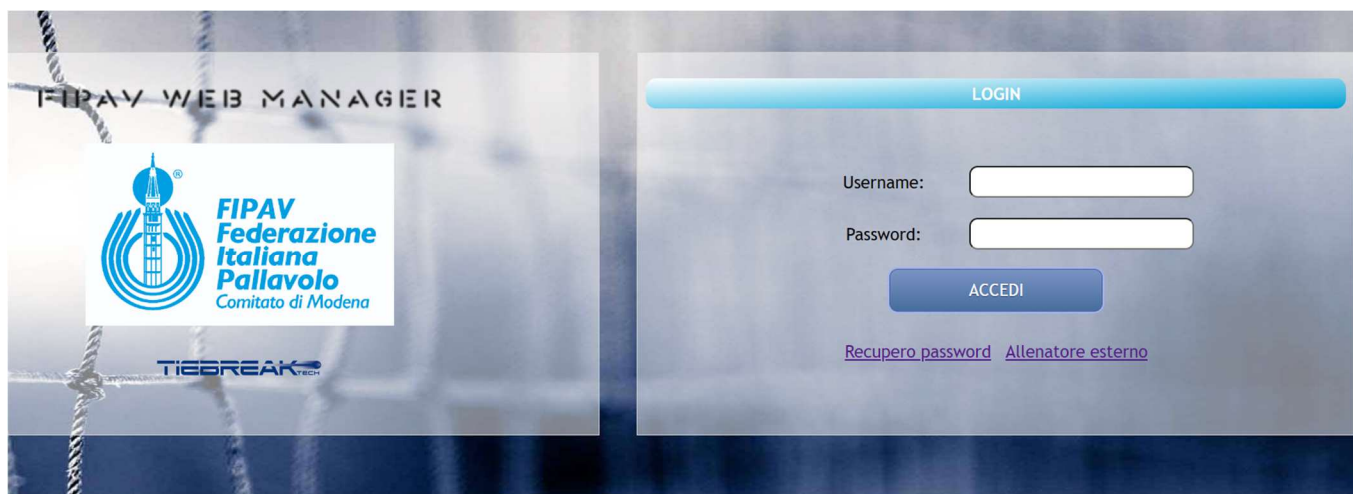 FIPAV WEB MANAGER
®
FIPAV
Federazione
Italiana
Pallavolo
Comitato di Modena
TIEBREAK TECH
LOGIN
Username:
Password:
ACCEDI
Recupero password Allenatore esterno